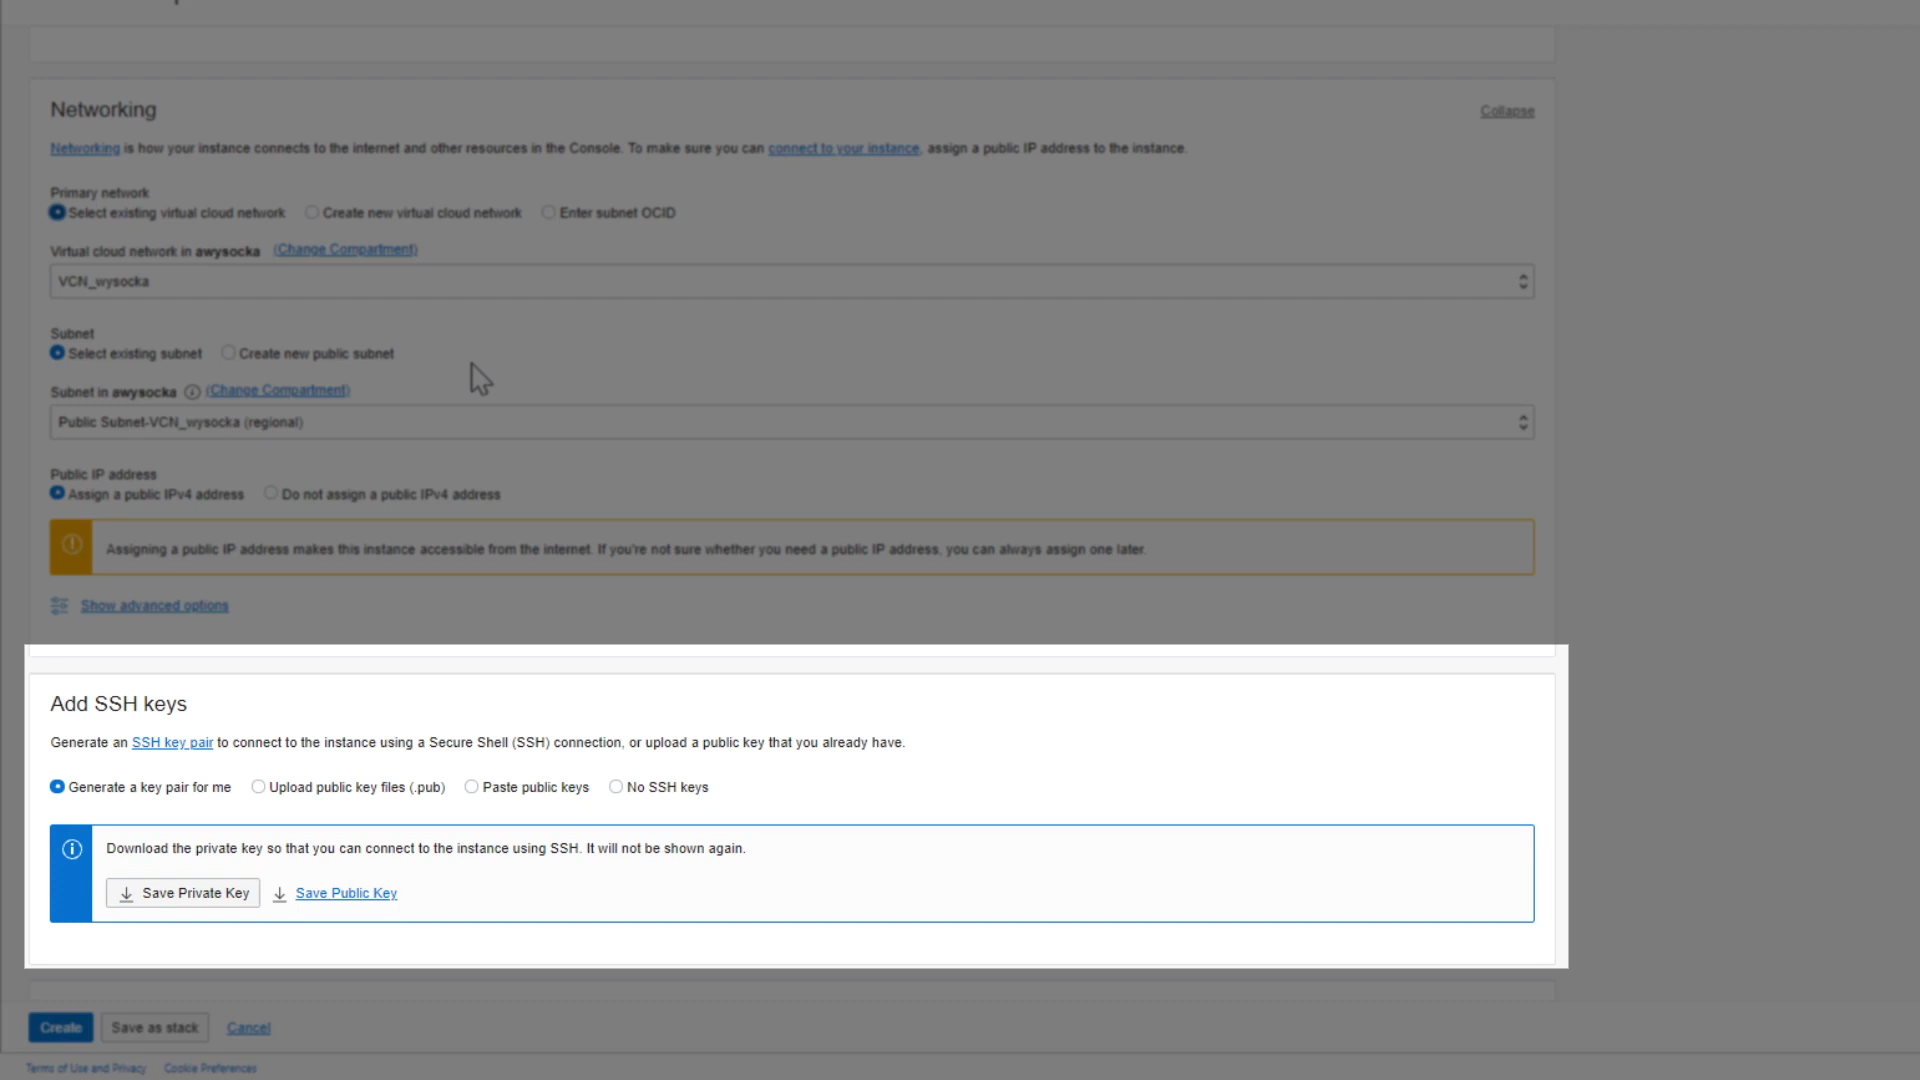 Networking
Collapse
Networking is how your instance connects to the internet and other resources in the Console. To make sure you can connect to your instance, assign a public IP address to the instance.
Primary network
Select existing virtual cloud network Create new virtual cloud network Enter subnet OCID
Virtual cloud network in awysocka (Change Compartment)
VCN_wysocka
Subnet
Select existing subnet Create new public subnet
Subnet in awysocka (Change Compartment)
Public Subnet-VCN_wysocka (regional)
Public IP address
Assign a public IPv4 address Do not assign a public IPv4 address
Assigning a public IP address makes this instance accessible from the internet. If you're not sure whether you need a public IP address, you can always assign one later.
Show advanced options
Add SSH keys
Generate an SSH key pair to connect to the instance using a Secure Shell (SSH) connection, or upload a public key that you already have.
Generate a key pair for me Upload public key files (.pub) Paste public keys No SSH keys
Download the private key so that you can connect to the instance using SSH. It will not be shown again.
Save Private Key Save Public Key
Create Save as stack Cancel
Terms of Use and Privacy Cookie Preferences